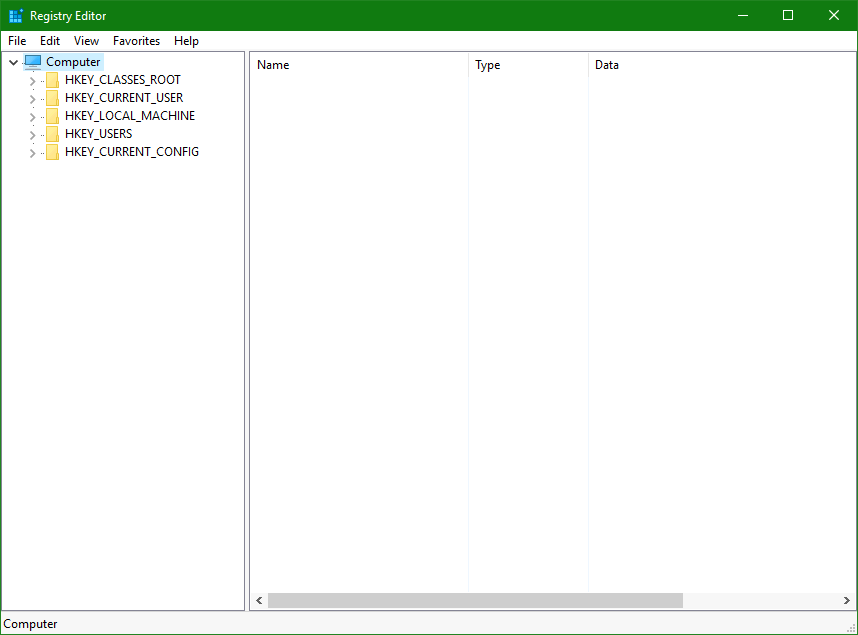 Registry Editor
File Edit View Favorites Help
Computer
HKEY_CLASSES_ROOT
HKEY_CURRENT_USER
HKEY_LOCAL_MACHINE
HKEY_USERS
HKEY_CURRENT_CONFIG
Name Type Data
Computer